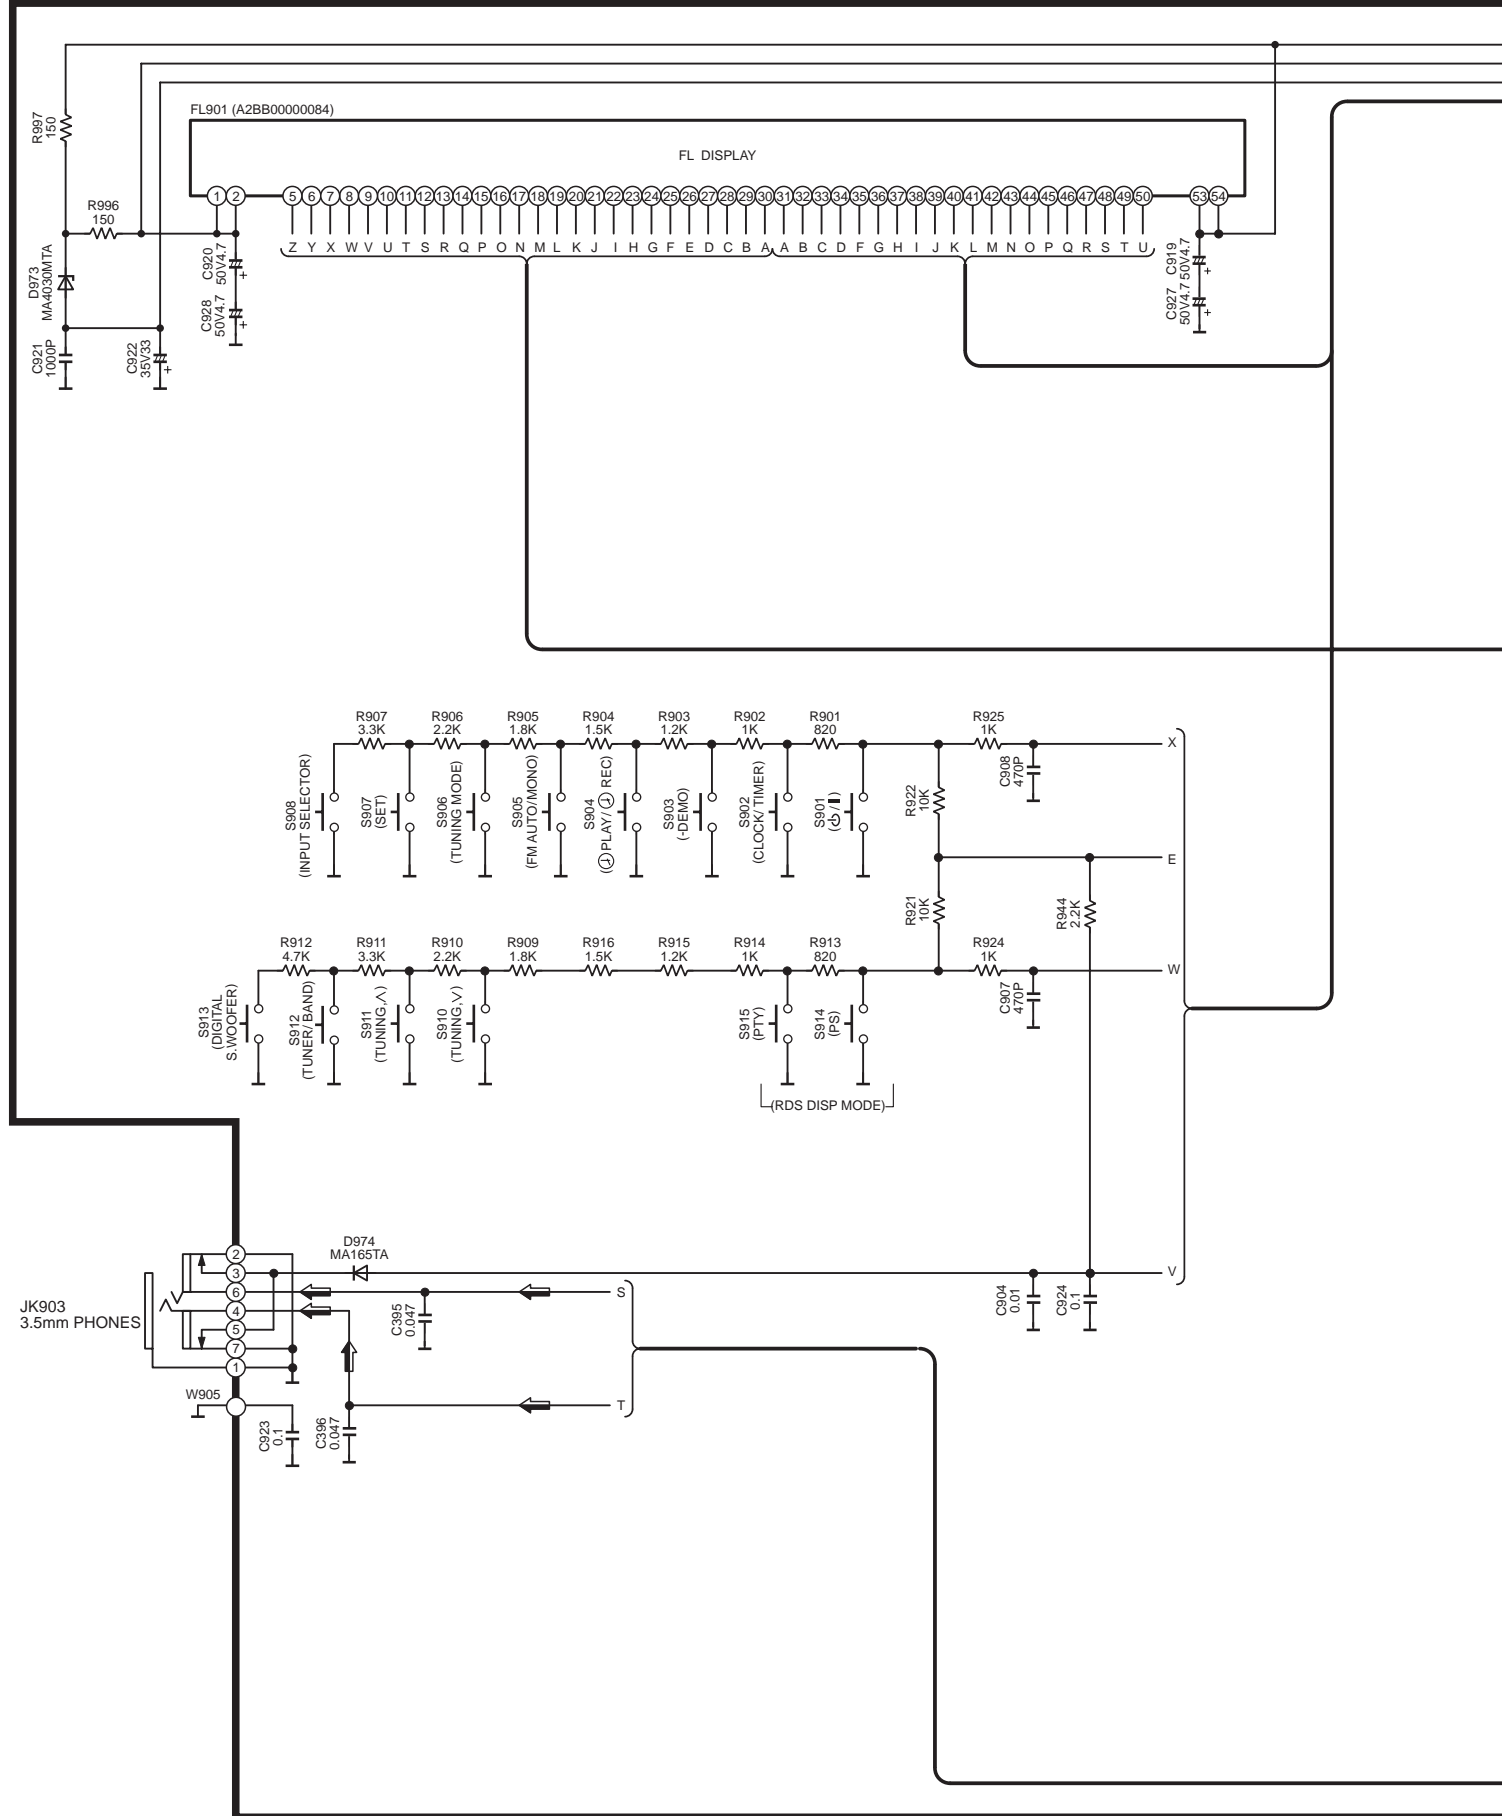 FL901 (A2BB00000084)
FL DISPLAY
R997
150
R996
150
D973
MA4030MTA
C921
1000P
C922
35V33
C920
50V4.7
C928
50V4.7
1 2 5 6 7 8 9 10 11 12 13 14 15 16 17 18 19 20 21 22 23 24 25 26 27 28 29 30 31 32 33 34 35 36 37 38 39 40 41 42 43 44 45 46 47 48 49 50 53 54
Z Y X W V U T S R Q P O N M L K J I H G F E D C B A A B C D F G H I J K L M N O P Q R S T U
C919
50V4.7
C927
50V4.7
R907
3.3K
R906
2.2K
R905
1.8K
R904
1.5K
R903
1.2K
R902
1K
R901
820
R925
1K
X
S908
(INPUT SELECTOR)
S907
(SET)
S906
(TUNING MODE)
S905
(FM AUTO/MONO)
S904
(PLAY/ REC)
S903
(-DEMO)
S902
(CLOCK/TIMER)
S901
(⏻/I)
R922
10K
C908
470P
E
R921
10K
R944
2.2K
R912
4.7K
R911
3.3K
R910
2.2K
R909
1.8K
R916
1.5K
R915
1.2K
R914
1K
R913
820
R924
1K
W
S913
(DIGITAL
S.WOOFER)
S912
(TUNER/BAND)
S911
(TUNING,∧)
S910
(TUNING,∨)
S915
(PTY)
S914
(PS)
C907
470P
(RDS DISP MODE)
D974
MA165TA
2
3
6
4
5
7
1
V
S
T
JK903
3.5mm PHONES
C395
0.047
C904
0.01
C924
0.1
W905
C923
0.1
C396
0.047